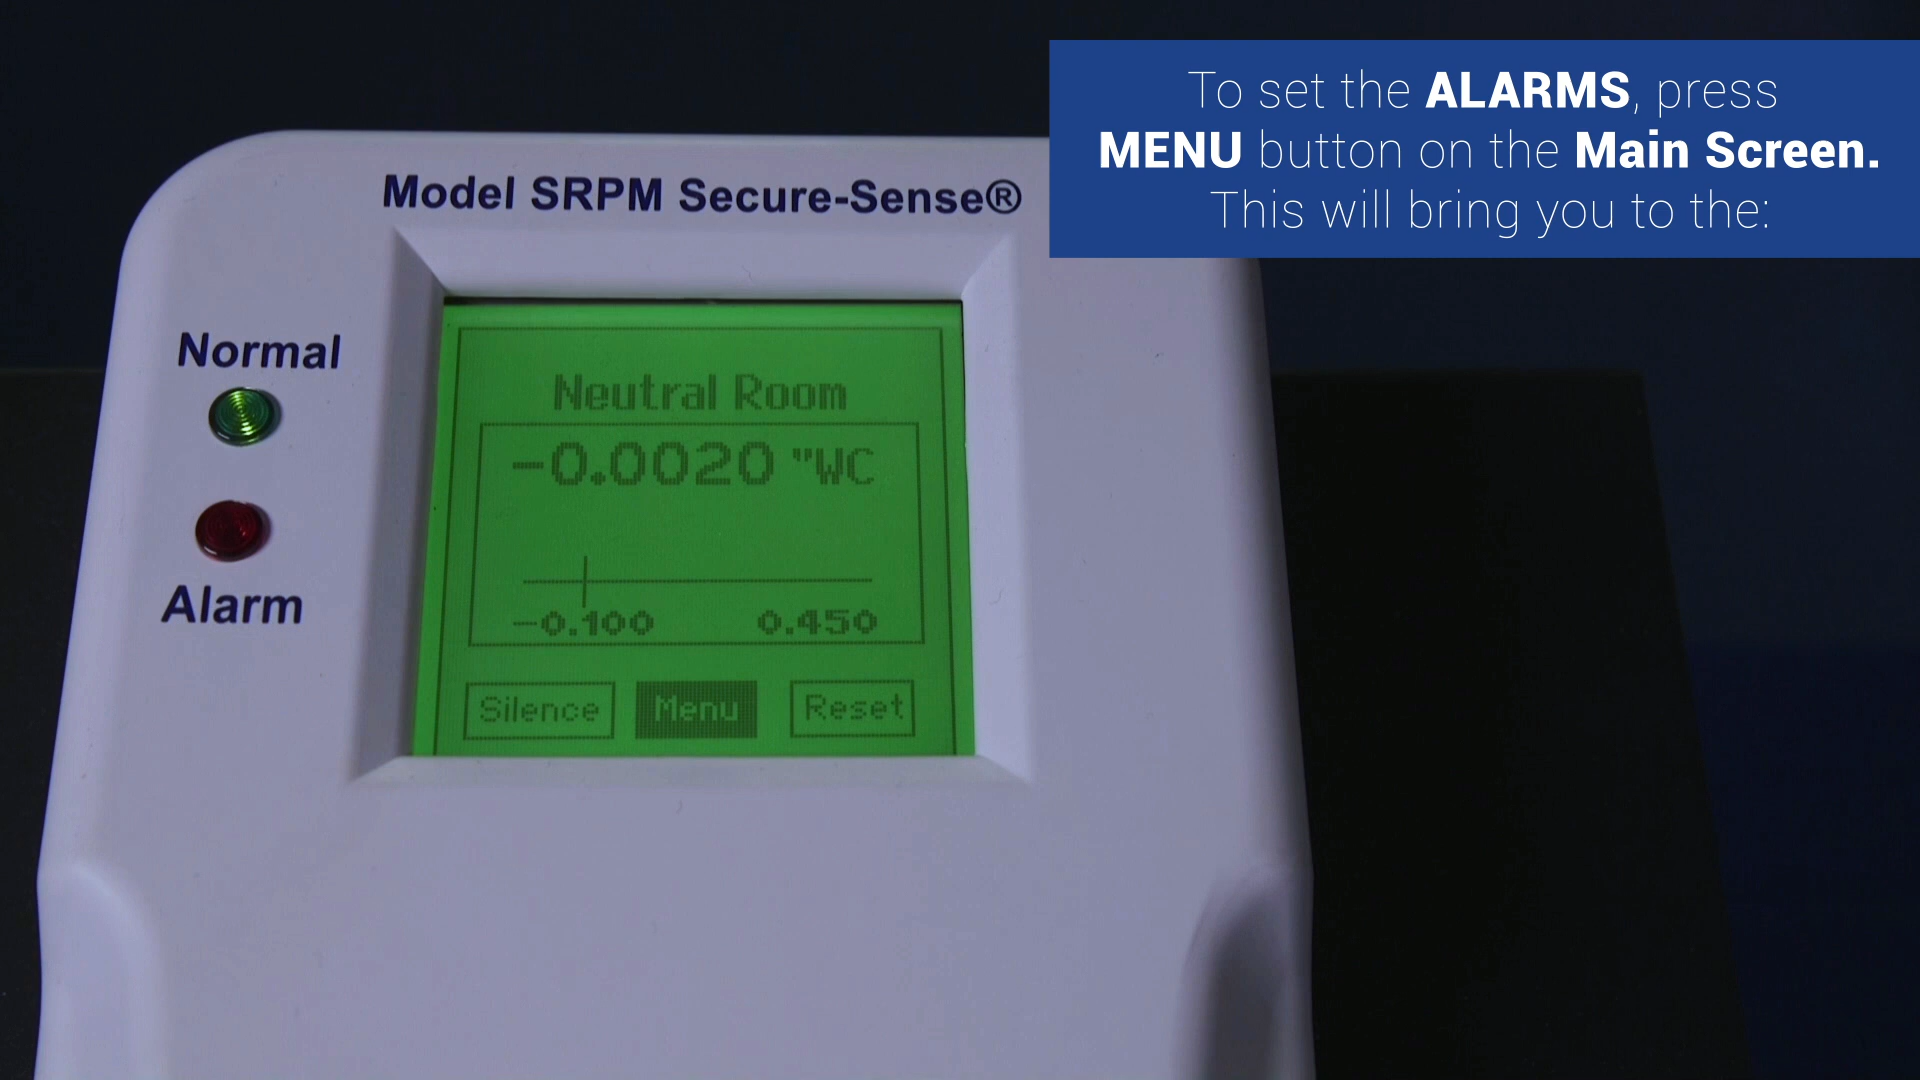 To set the ALARMS, press
MENU button on the Main Screen.
This will bring you to the:
Model SRPM Secure-Sense®
Normal
Alarm
Neutral Room
-0.0020 "WC
-0.100 0.450
Silence Menu Reset